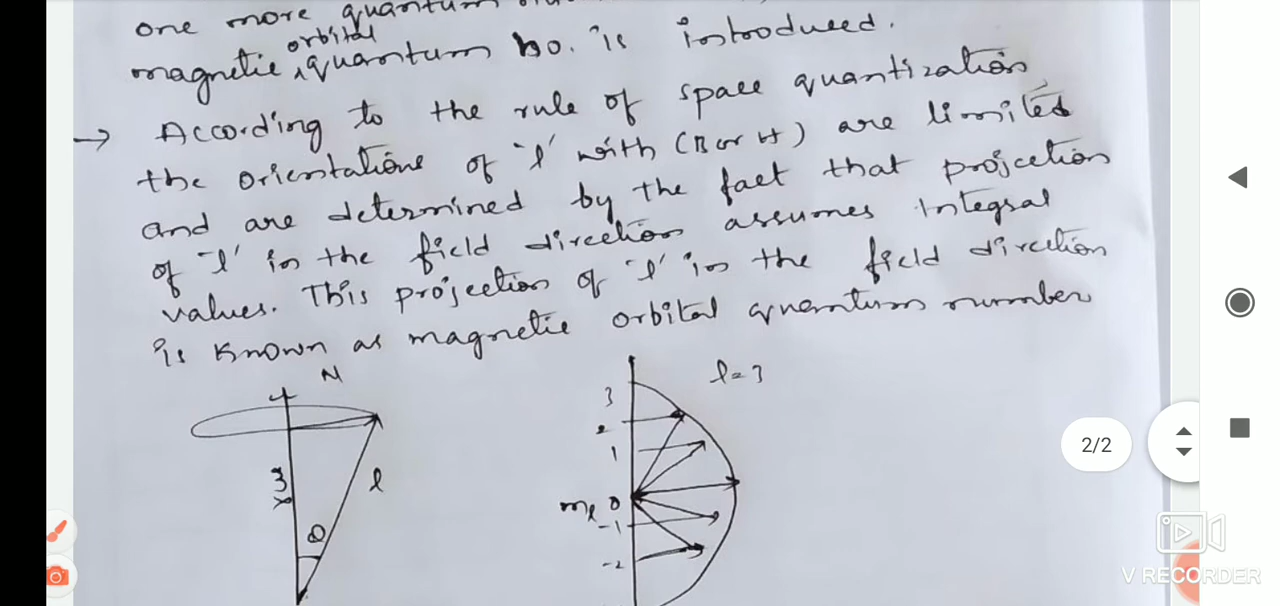 one more quantum
magnetic orbital quantum no. is introduced.
→ According to the rule of space quantization
the orientations of 'l' with (B or H) are limited
and are determined by the fact that projection
of 'l' in the field direction assumes integral
values. This projection of 'l' in the field direction
is known as magnetic orbital quantum number
l = 3
3
2
1
ml 0
-1
-2
l
θ
2/2
V RECORDER